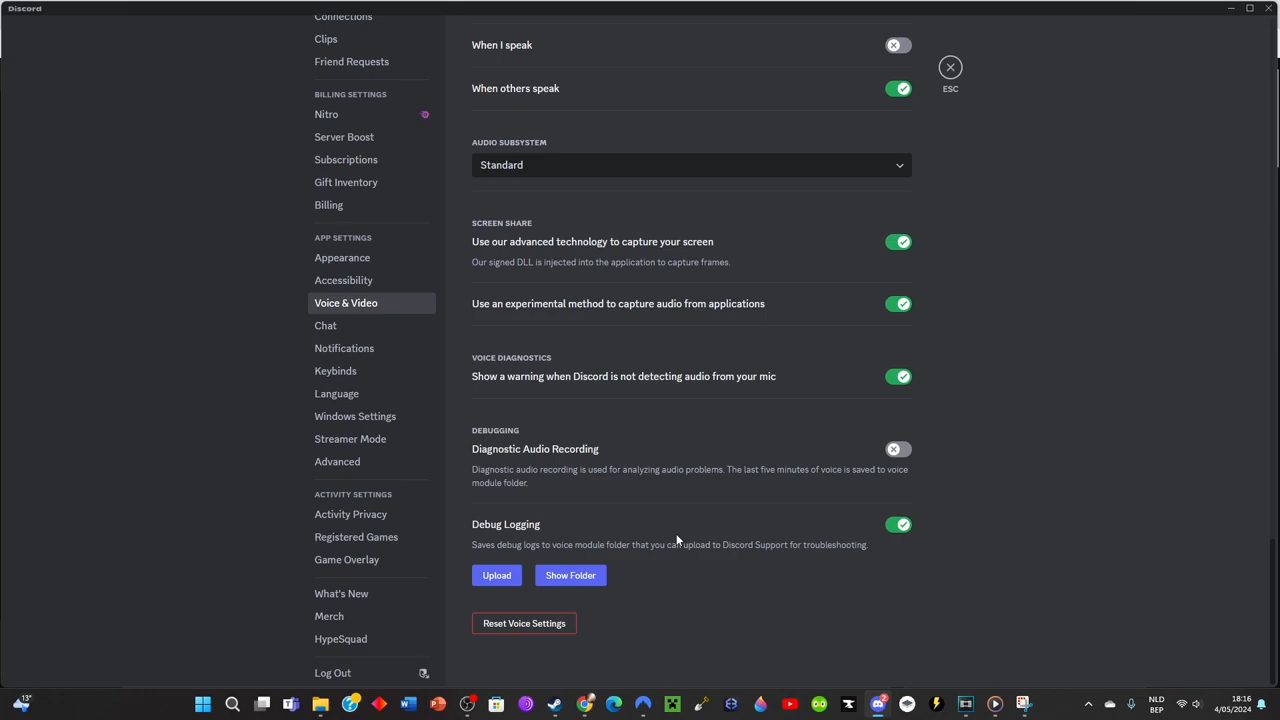 Discord
Connections
Clips
Friend Requests
BILLING SETTINGS
Nitro
Server Boost
Subscriptions
Gift Inventory
Billing
APP SETTINGS
Appearance
Accessibility
Voice & Video
Chat
Notifications
Keybinds
Language
Windows Settings
Streamer Mode
Advanced
ACTIVITY SETTINGS
Activity Privacy
Registered Games
Game Overlay
What's New
Merch
HypeSquad
Log Out
When I speak
When others speak
ESC
AUDIO SUBSYSTEM
Standard
SCREEN SHARE
Use our advanced technology to capture your screen
Our signed DLL is injected into the application to capture frames.
Use an experimental method to capture audio from applications
VOICE DIAGNOSTICS
Show a warning when Discord is not detecting audio from your mic
DEBUGGING
Diagnostic Audio Recording
Diagnostic audio recording is used for analyzing audio problems. The last five minutes of voice is saved to voice
module folder.
Debug Logging
Saves debug logs to voice module folder that you can upload to Discord Support for troubleshooting.
Upload Show Folder
Reset Voice Settings
13°
NLD
BEP
18:16
4/05/2024